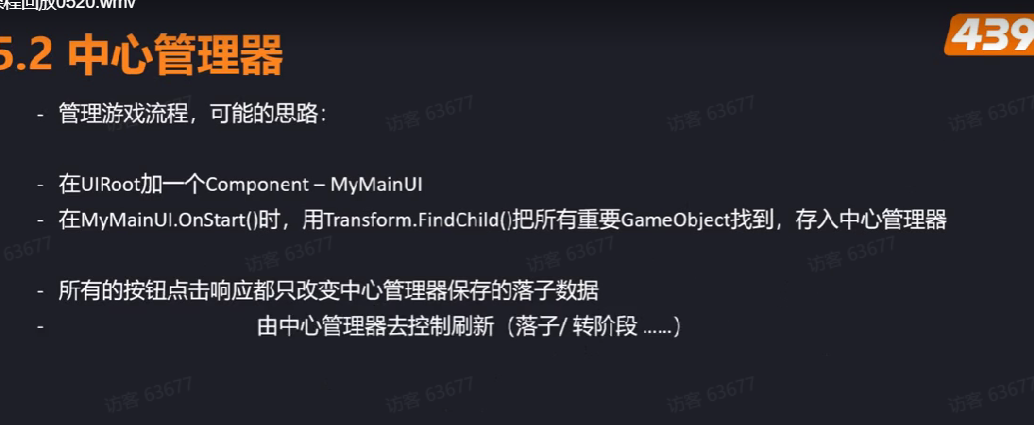 程回放0520.wmv
5.2 中心管理器
439
- 管理游戏流程，可能的思路：
- 在UIRoot加一个Component – MyMainUI
- 在MyMainUI.OnStart()时，用Transform.FindChild()把所有重要GameObject找到，存入中心管理器
- 所有的按钮点击响应都只改变中心管理器保存的落子数据
- 由中心管理器去控制刷新（落子/ 转阶段 ……）
访客 63677
访客 63677
访客 63677
访客 63677
63677
访客 63677
访客 63677
访客 63677
访客 63677
访客 63677
访客 63677
访客 63677